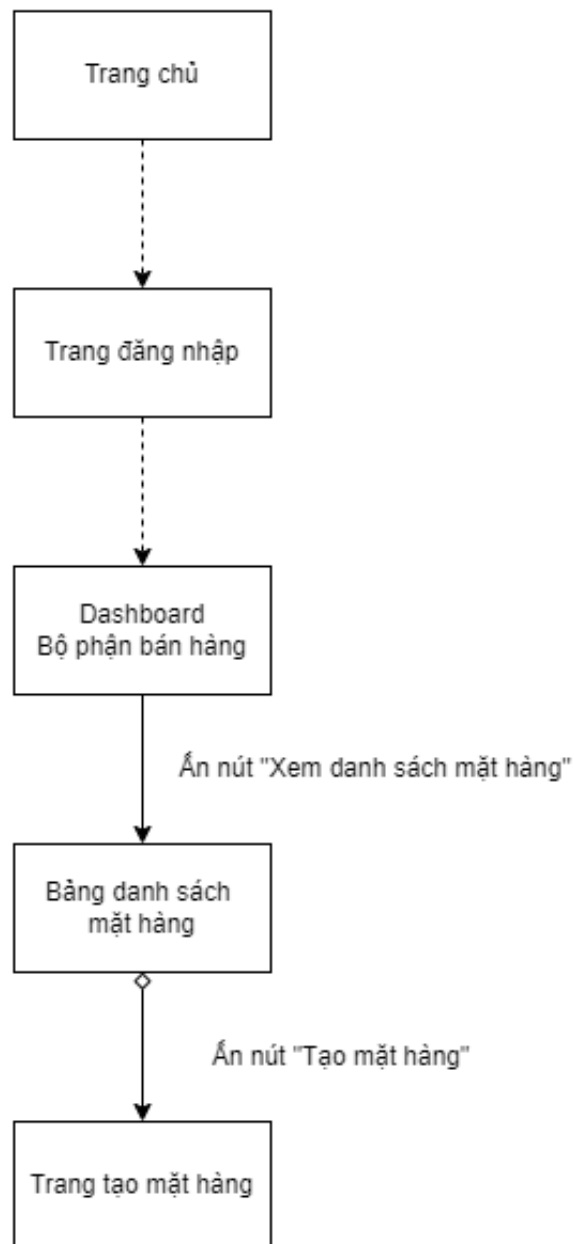 Trang chủ
Trang đăng nhập
Dashboard
Bộ phận bán hàng
Ấn nút "Xem danh sách mặt hàng"
Bảng danh sách
mặt hàng
Ấn nút "Tạo mặt hàng"
Trang tạo mặt hàng